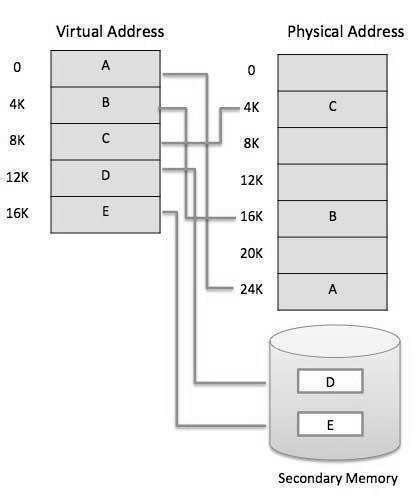 Virtual Address
Physical Address
0
A
4K
B
8K
C
12K
D
16K
E
0
4K
C
8K
12K
16K
B
20K
24K
A
D
E
Secondary Memory